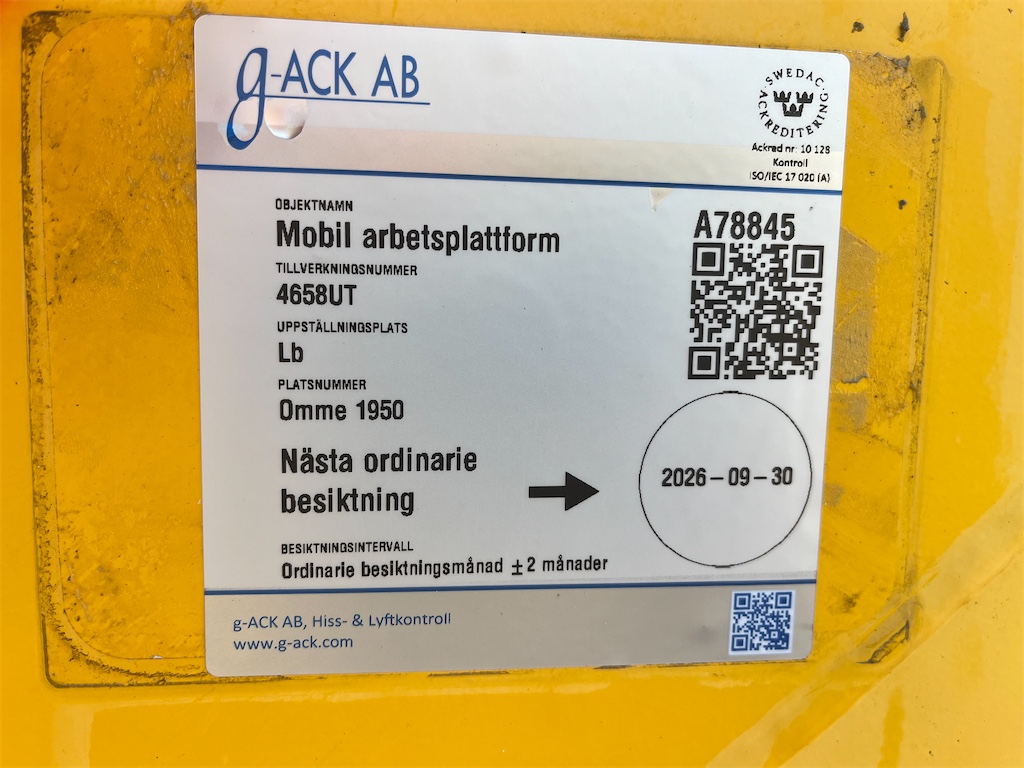 g-ACK AB
SWEDAC
ACKREDITERING
Ackred nr: 10 128
Kontroll
ISO/IEC 17 020 (A)
OBJEKTNAMN
Mobil arbetsplattform
A78845
TILLVERKNINGSNUMMER
4658UT
UPPSTÄLLNINGSPLATS
Lb
PLATSNUMMER
Omme 1950
Nästa ordinarie
besiktning
2026-09-30
BESIKTNINGSINTERVALL
Ordinarie besiktningsmånad ±2 månader
g-ACK AB, Hiss- & Lyftkontroll
www.g-ack.com